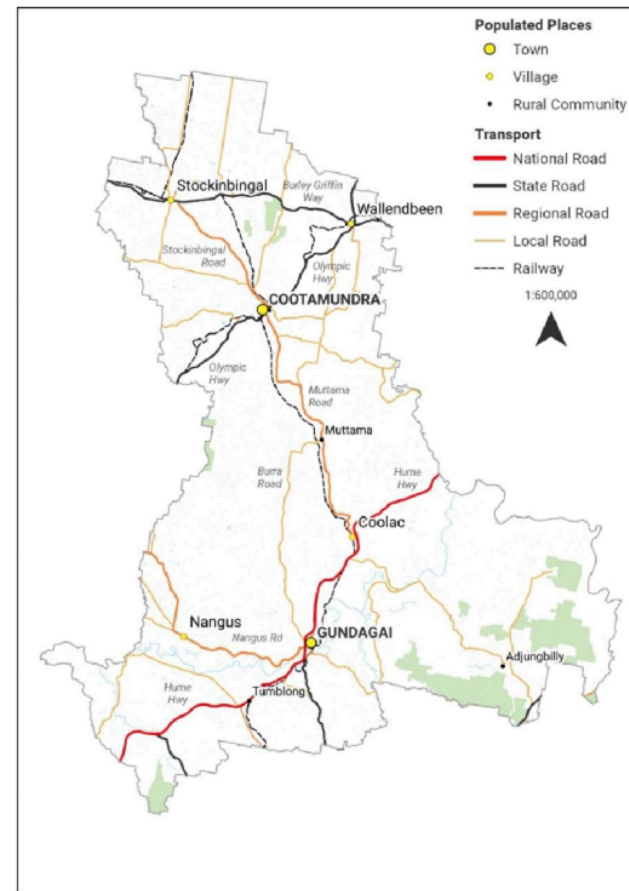 Populated Places
Town
Village
Rural Community
Transport
National Road
State Road
Regional Road
Local Road
Railway
1:600,000
Stockinbingal
Burley Griffin
Way
Wallendbeen
Stockinbingal
Road
Olympic
Hwy
COOTAMUNDRA
Olympic
Hwy
Muttama
Road
Muttama
Burra
Road
Hume
Hwy
Coolac
Nangus
Nangus Rd
GUNDAGAI
Adjungbilly
Hume
Hwy
Tumblong